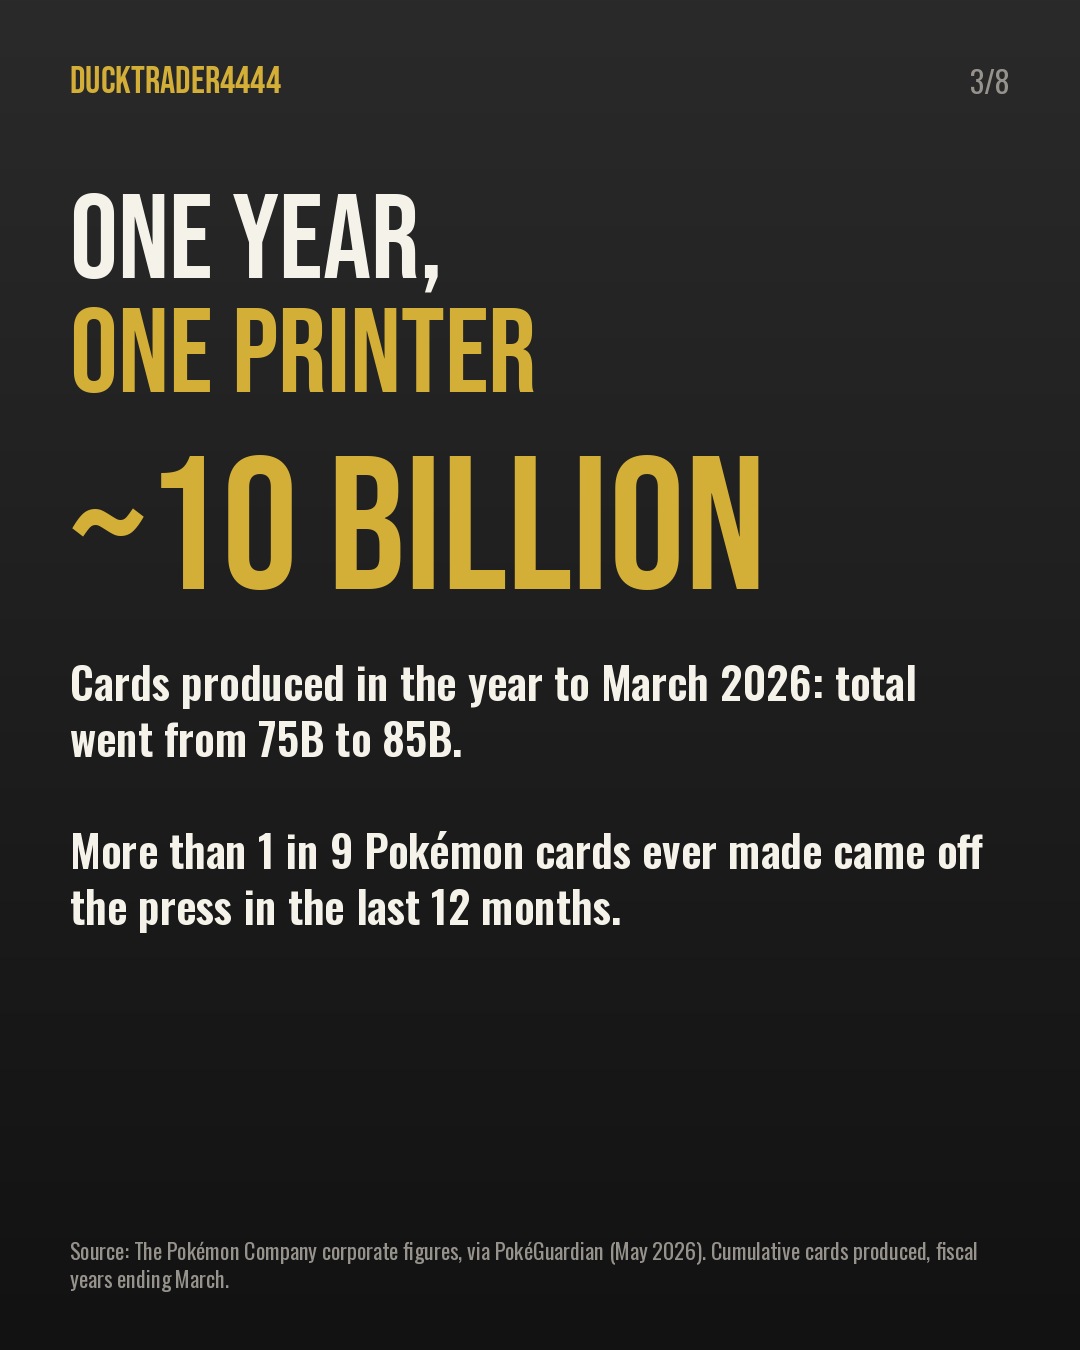 DUCKTRADER4444
3/8
ONE YEAR,
ONE PRINTER
~10 BILLION
Cards produced in the year to March 2026: total
went from 75B to 85B.
More than 1 in 9 Pokémon cards ever made came off
the press in the last 12 months.
Source: The Pokémon Company corporate figures, via PokéGuardian (May 2026). Cumulative cards produced, fiscal
years ending March.